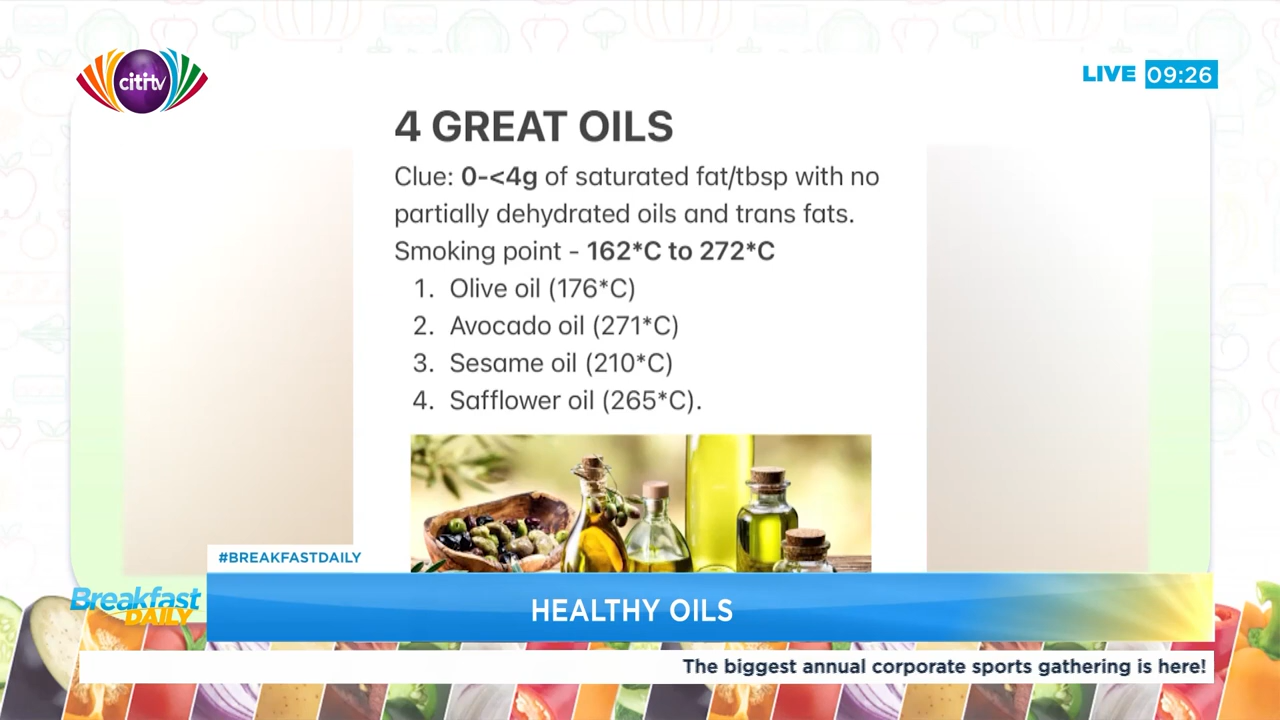 cititv
LIVE 09:26
4 GREAT OILS
Clue: 0-<4g of saturated fat/tbsp with no
partially dehydrated oils and trans fats.
Smoking point - 162*C to 272*C
1. Olive oil (176*C)
2. Avocado oil (271*C)
3. Sesame oil (210*C)
4. Safflower oil (265*C).
#BREAKFASTDAILY
Breakfast
DAILY
HEALTHY OILS
The biggest annual corporate sports gathering is here!